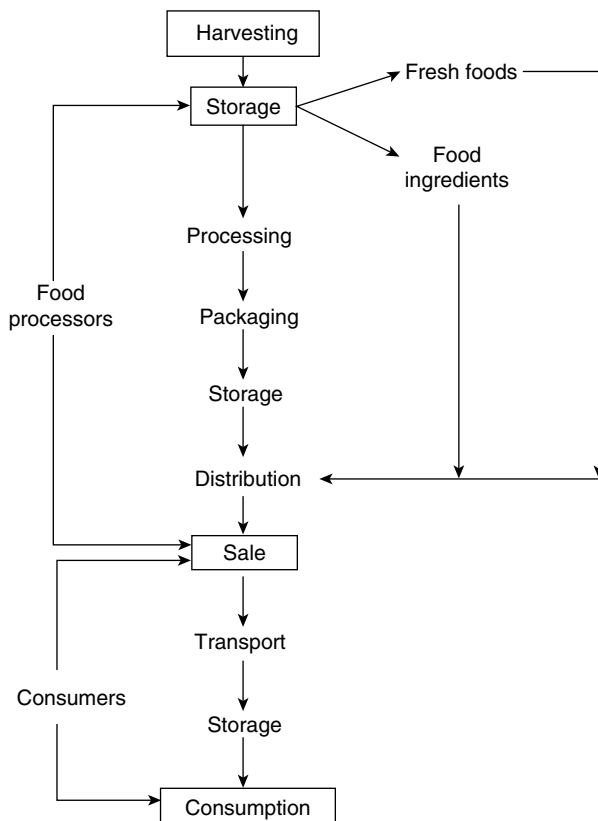 Harvesting
Fresh foods
Storage
Food
ingredients
Processing
Food
processors
Packaging
Storage
Distribution
Sale
Transport
Consumers
Storage
Consumption